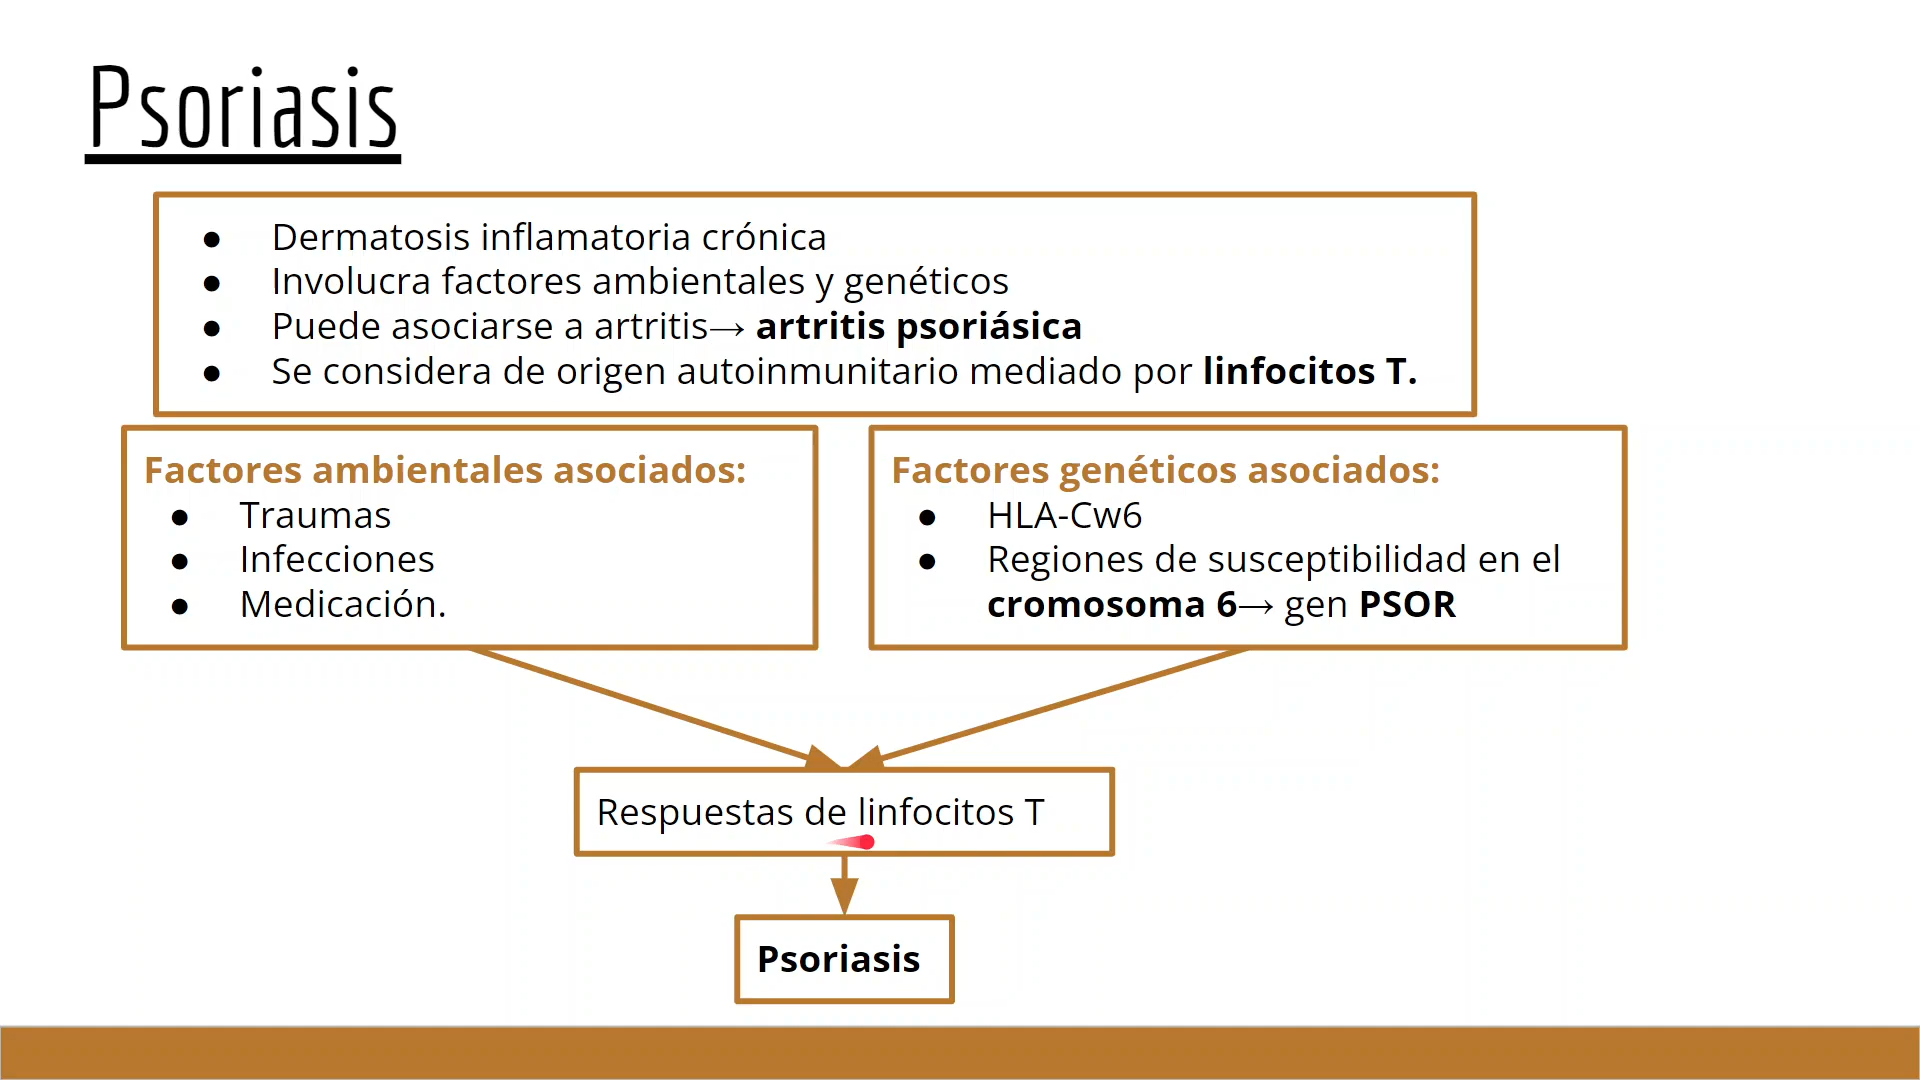 Psoriasis
● Dermatosis inflamatoria crónica
● Involucra factores ambientales y genéticos
● Puede asociarse a artritis→ artritis psoriásica
● Se considera de origen autoinmunitario mediado por linfocitos T.
Factores ambientales asociados:
● Traumas
● Infecciones
● Medicación.
Factores genéticos asociados:
● HLA-Cw6
● Regiones de susceptibilidad en el
cromosoma 6→ gen PSOR
Respuestas de linfocitos T
Psoriasis